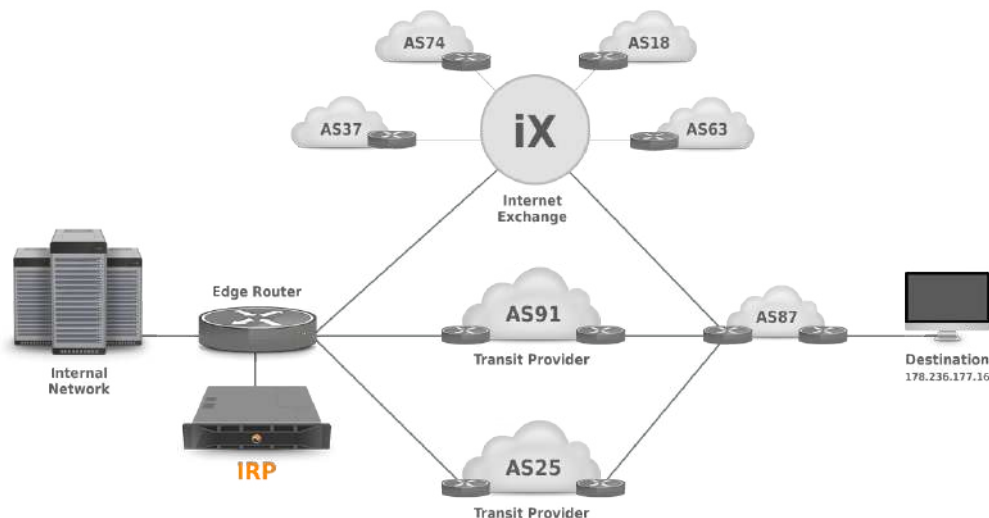 AS74
AS18
AS37
iX
AS63
Internet
Exchange
Edge Router
AS91
AS87
Transit Provider
Internal
Network
Destination
178.236.177.16
IRP
AS25
Transit Provider